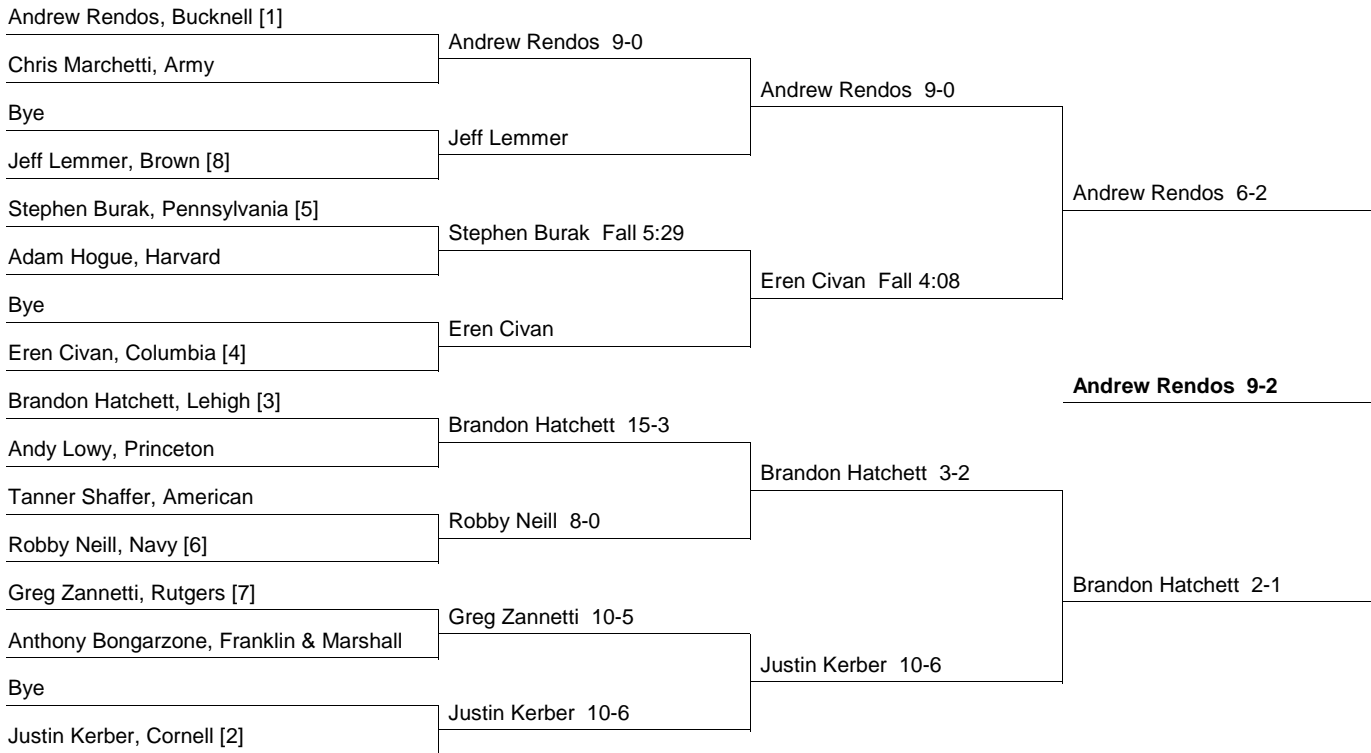 Andrew Rendos, Bucknell [1]
Chris Marchetti, Army
Bye
Jeff Lemmer, Brown [8]
Stephen Burak, Pennsylvania [5]
Adam Hogue, Harvard
Bye
Eren Civan, Columbia [4]
Brandon Hatchett, Lehigh [3]
Andy Lowy, Princeton
Tanner Shaffer, American
Robby Neill, Navy [6]
Greg Zannetti, Rutgers [7]
Anthony Bongarzone, Franklin & Marshall
Bye
Justin Kerber, Cornell [2]
Andrew Rendos 9-0
Jeff Lemmer
Stephen Burak Fall 5:29
Eren Civan
Brandon Hatchett 15-3
Robby Neill 8-0
Greg Zannetti 10-5
Justin Kerber 10-6
Andrew Rendos 9-0
Eren Civan Fall 4:08
Brandon Hatchett 3-2
Justin Kerber 10-6
Andrew Rendos 6-2
Brandon Hatchett 2-1
Andrew Rendos 9-2